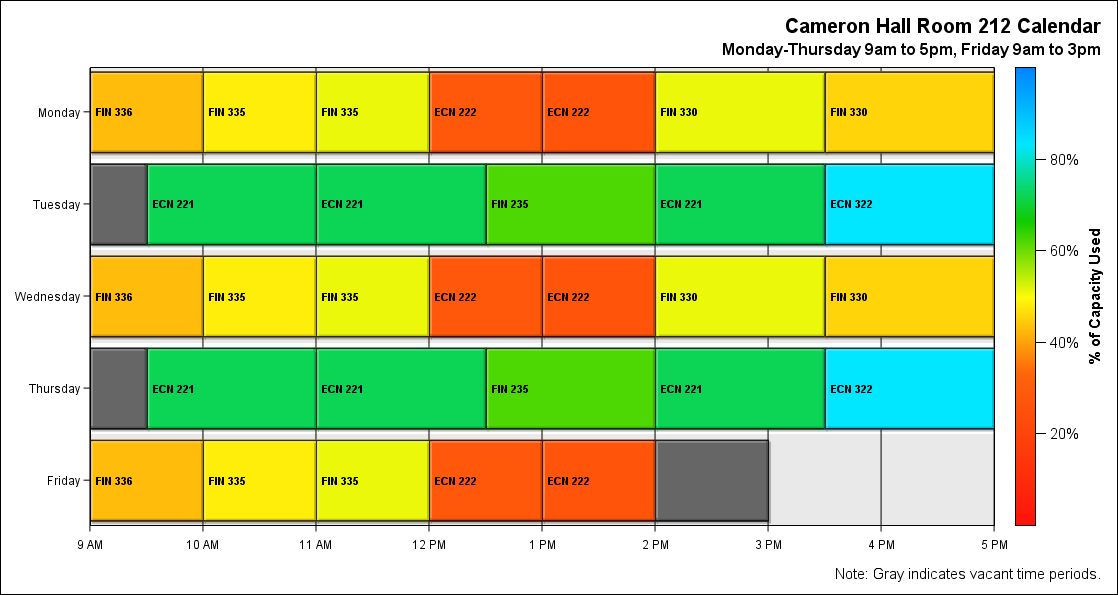 Cameron Hall Room 212 Calendar
Monday-Thursday 9am to 5pm, Friday 9am to 3pm
Monday
FIN 336
FIN 335
FIN 335
ECN 222
ECN 222
FIN 330
FIN 330
Tuesday
ECN 221
ECN 221
FIN 235
ECN 221
ECN 322
Wednesday
FIN 336
FIN 335
FIN 335
ECN 222
ECN 222
FIN 330
FIN 330
Thursday
ECN 221
ECN 221
FIN 235
ECN 221
ECN 322
Friday
FIN 336
FIN 335
FIN 335
ECN 222
ECN 222
9 AM
10 AM
11 AM
12 PM
1 PM
2 PM
3 PM
4 PM
5 PM
80%
60%
40%
20%
% of Capacity Used
Note: Gray indicates vacant time periods.